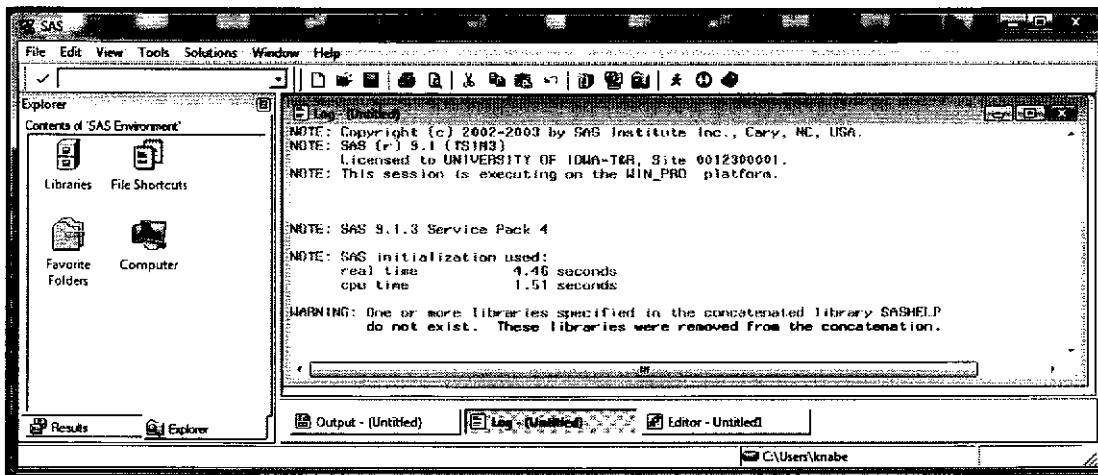 SAS
File Edit View Tools Solutions Window Help
Explorer
Contents of 'SAS Environment'
Libraries File Shortcuts
Favorite Folders Computer
Log - (Untitled)
NOTE: Copyright (c) 2002-2003 by SAS Institute Inc., Cary, NC, USA.
NOTE: SAS (r) 9.1 (TS1M3)
Licensed to UNIVERSITY OF IOWA-T&R, Site 0012300001.
NOTE: This session is executing on the WIN_PRO platform.
NOTE: SAS 9.1.3 Service Pack 4
NOTE: SAS initialization used:
real time 4.46 seconds
cpu time 1.51 seconds
WARNING: One or more libraries specified in the concatenated library SASHELP
do not exist. These libraries were removed from the concatenation.
Results Explorer
Output - (Untitled) Log - (Untitled) Editor - Untitled1
C:\Users\knabe